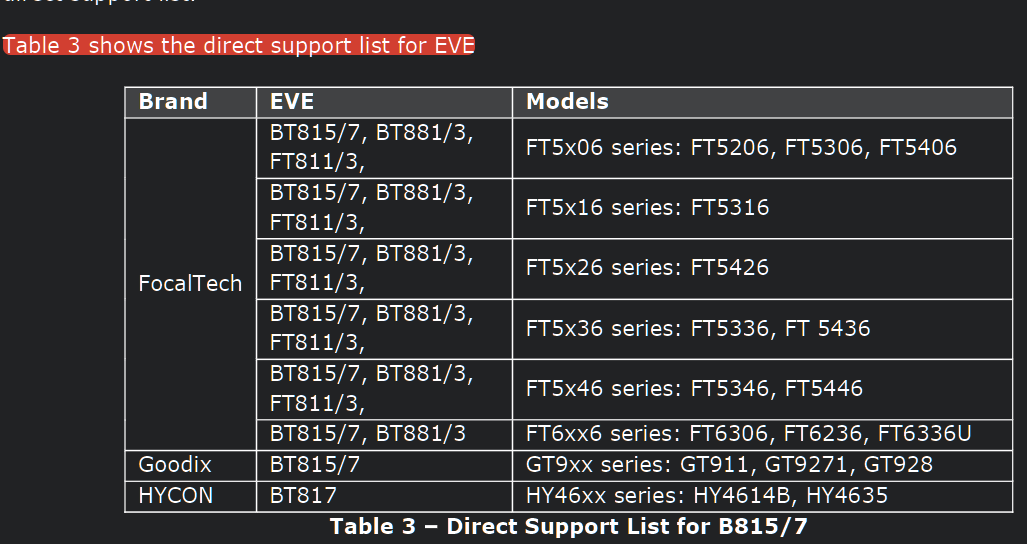 Table 3 shows the direct support list for EVE
Brand EVE Models
FocalTech
BT815/7, BT881/3,
FT811/3,
FT5x06 series: FT5206, FT5306, FT5406
BT815/7, BT881/3,
FT811/3,
FT5x16 series: FT5316
BT815/7, BT881/3,
FT811/3,
FT5x26 series: FT5426
BT815/7, BT881/3,
FT811/3,
FT5x36 series: FT5336, FT 5436
BT815/7, BT881/3,
FT811/3,
FT5x46 series: FT5346, FT5446
BT815/7, BT881/3 FT6xx6 series: FT6306, FT6236, FT6336U
Goodix BT815/7 GT9xx series: GT911, GT9271, GT928
HYCON BT817 HY46xx series: HY4614B, HY4635
Table 3 – Direct Support List for B815/7